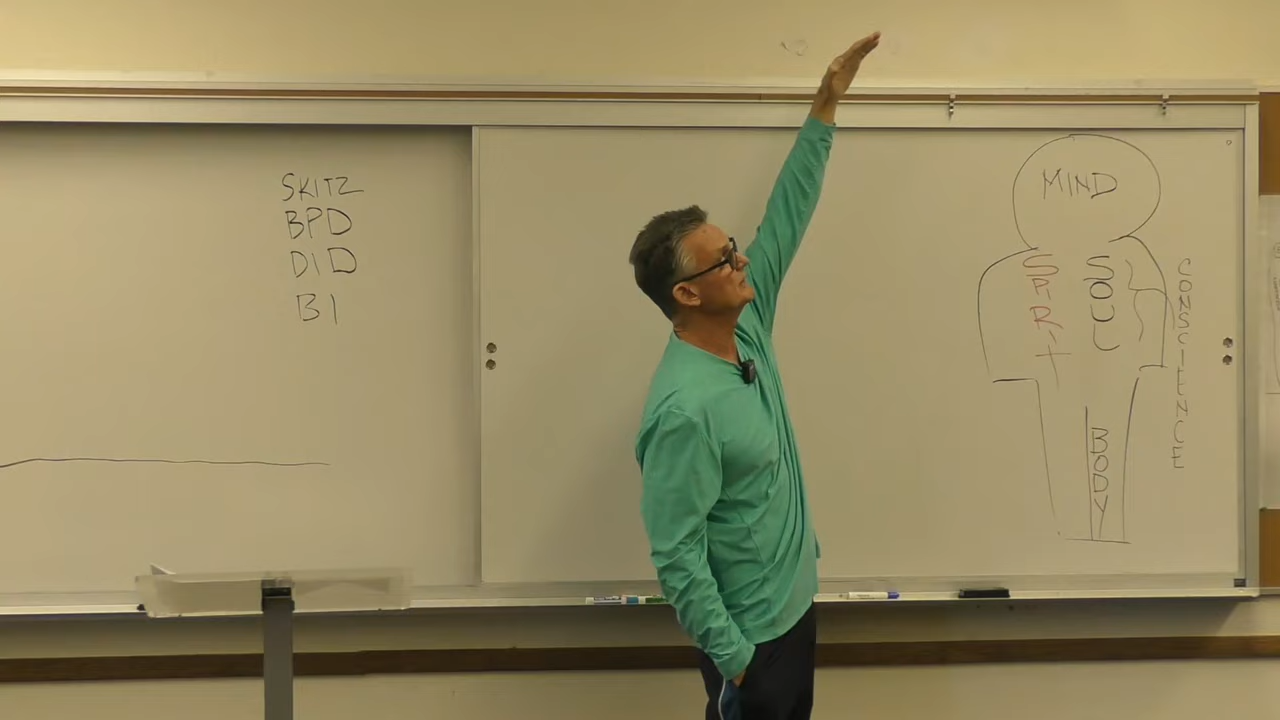 SKITZ
BPD
DID
BI
MIND
SPIRIT
SOUL
CONSCIENCE
BODY